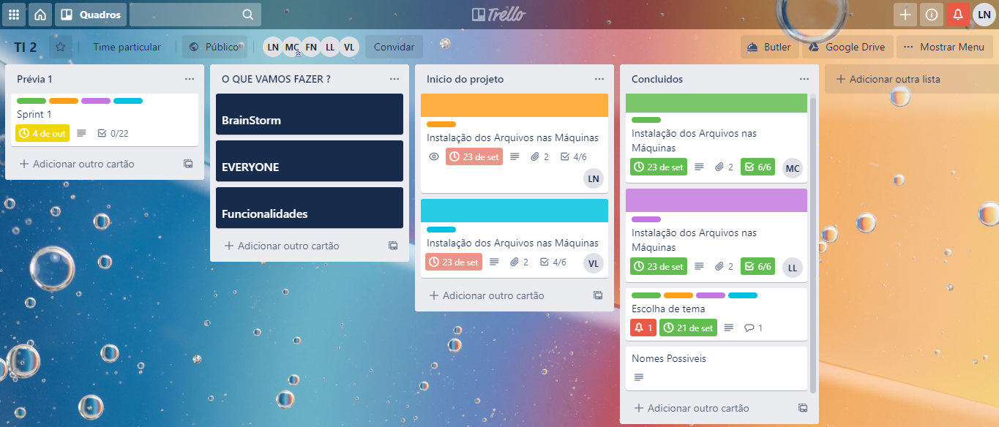 Quadros
Trello
LN
TI 2
Time particular
Público
LN MC FN LL VL
Convidar
Butler
Google Drive
Mostrar Menu
Prévia 1
Sprint 1
4 de out
0/22
Adicionar outro cartão
O QUE VAMOS FAZER ?
BrainStorm
EVERYONE
Funcionalidades
Adicionar outro cartão
Inicio do projeto
Instalação dos Arquivos nas Máquinas
23 de set 2 4/6
LN
Instalação dos Arquivos nas Máquinas
23 de set 2 4/6
VL
Adicionar outro cartão
Concluidos
Instalação dos Arquivos nas
Máquinas
23 de set 2 6/6
MC
Instalação dos Arquivos nas
Máquinas
23 de set 2 6/6
LL
Escolha de tema
1 21 de set 1
Nomes Possiveis
Adicionar outro cartão
Adicionar outra lista